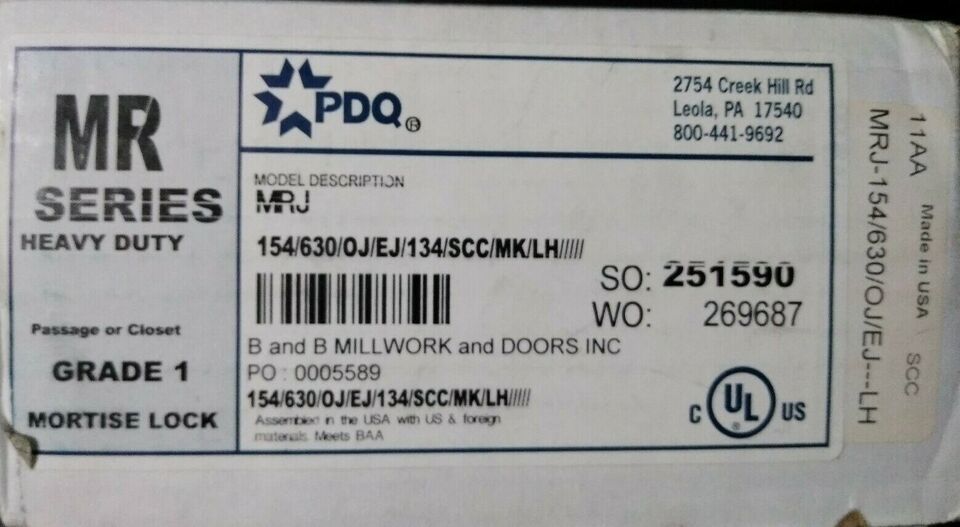 MR
SERIES
HEAVY DUTY
Passage or Closet
GRADE 1
MORTISE LOCK
PDQ®
2754 Creek Hill Rd
Leola, PA 17540
800-441-9692
MODEL DESCRIPTION
MRJ
154/630/OJ/EJ/134/SCC/MK/LH/////
SO: 251590
WO: 269687
B and B MILLWORK and DOORS INC
PO : 0005589
154/630/OJ/EJ/134/SCC/MK/LH/////
Assembled in the USA with US & foreign
materials. Meets BAA
C UL® US
11AA Made in USA SCC
MRJ-154/630/OJ/EJ---LH